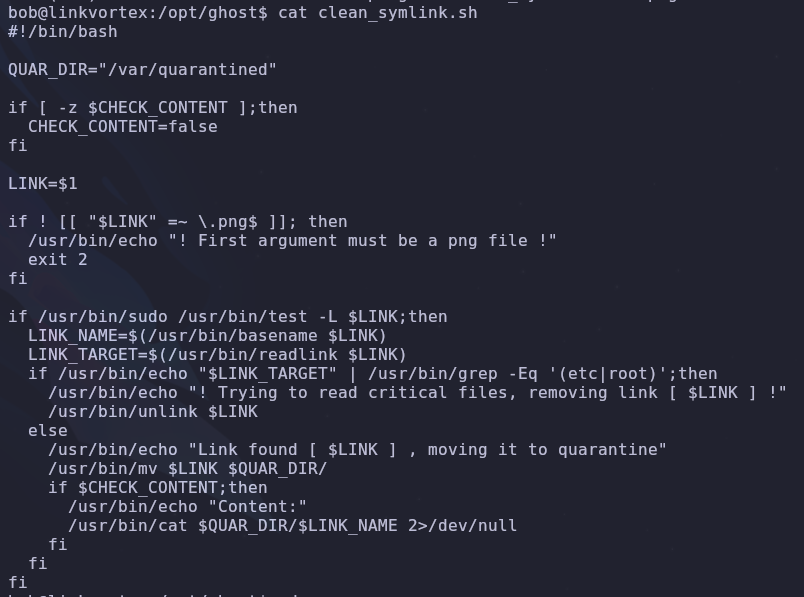 bob@linkvortex:/opt/ghost$ cat clean_symlink.sh
#!/bin/bash

QUAR_DIR="/var/quarantined"

if [ -z $CHECK_CONTENT ];then
  CHECK_CONTENT=false
fi

LINK=$1

if ! [[ "$LINK" =~ \.png$ ]]; then
  /usr/bin/echo "! First argument must be a png file !"
  exit 2
fi

if /usr/bin/sudo /usr/bin/test -L $LINK;then
  LINK_NAME=$(/usr/bin/basename $LINK)
  LINK_TARGET=$(/usr/bin/readlink $LINK)
  if /usr/bin/echo "$LINK_TARGET" | /usr/bin/grep -Eq '(etc|root)';then
    /usr/bin/echo "! Trying to read critical files, removing link [ $LINK ] !"
    /usr/bin/unlink $LINK
  else
    /usr/bin/echo "Link found [ $LINK ] , moving it to quarantine"
    /usr/bin/mv $LINK $QUAR_DIR/
    if $CHECK_CONTENT;then
      /usr/bin/echo "Content:"
      /usr/bin/cat $QUAR_DIR/$LINK_NAME 2>/dev/null
    fi
  fi
fi